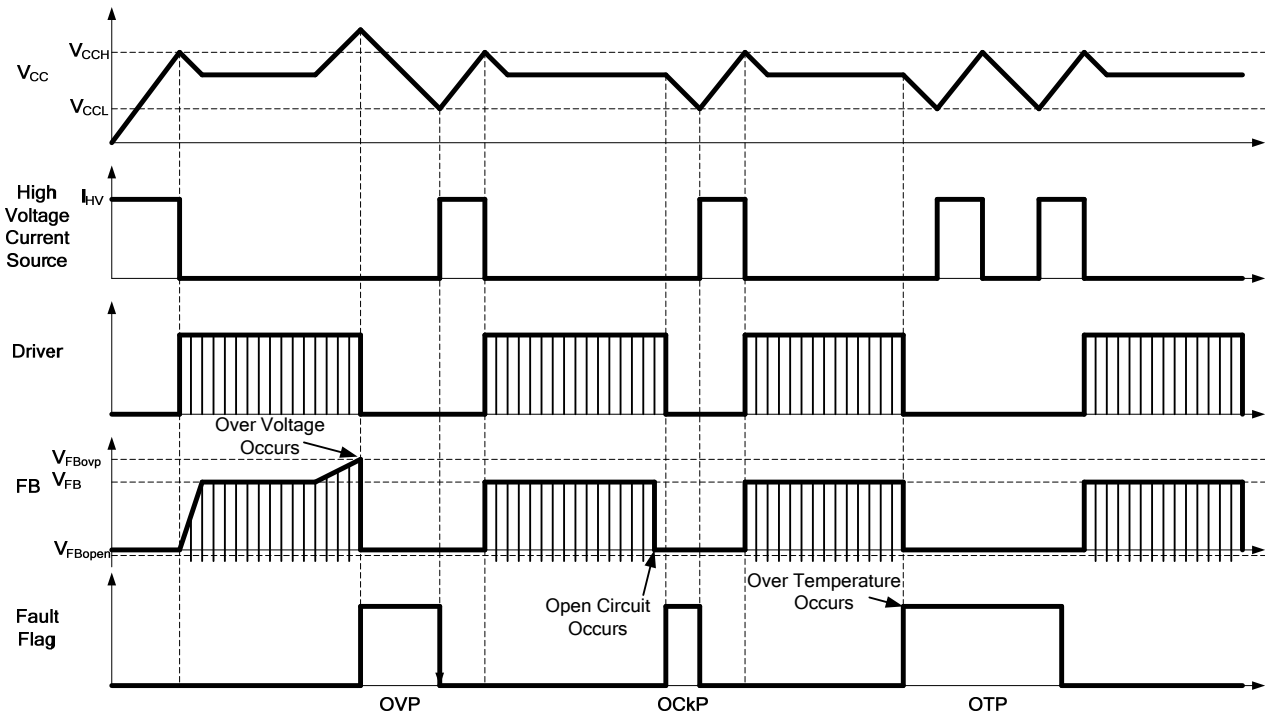 VCCH
VCC
VCCL
High
Voltage
Current
Source
IHV
Driver
Over Voltage
Occurs
VFBovp
VFB
FB
VFBopen
Over Temperature
Occurs
Open Circuit
Occurs
Fault
Flag
OVP
OCkP
OTP